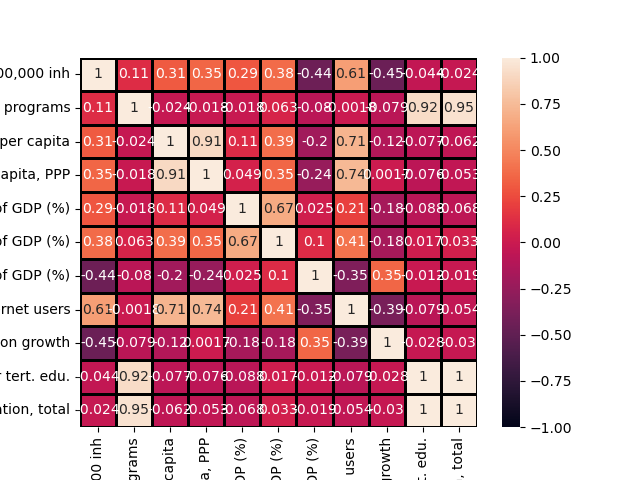 00,000 inh 1 0.11 0.31 0.35 0.29 0.38 -0.44 0.61 -0.45 -0.044 0.024
programs 0.11 1 -0.024 0.018 0.018 0.063 -0.08 0.0018 0.079 0.92 0.95
per capita 0.31 -0.024 1 0.91 0.11 0.39 -0.2 0.71 -0.12 -0.077 0.062
capita, PPP 0.35 -0.018 0.91 1 0.049 0.35 -0.24 0.74 0.0017 0.076 0.053
of GDP (%) 0.29 -0.018 0.11 0.049 1 0.67 0.025 0.21 -0.18 -0.088 0.068
of GDP (%) 0.38 0.063 0.39 0.35 0.67 1 0.1 0.41 -0.18 0.017 0.033
of GDP (%) -0.44 -0.08 -0.2 -0.24 0.025 0.1 1 -0.35 0.35 -0.012 0.019
rnet users 0.61 0.0018 0.71 0.74 0.21 0.41 -0.35 1 -0.39 -0.079 0.054
on growth -0.45 -0.079 -0.12 0.0017 -0.18 -0.18 0.35 -0.39 1 -0.028 -0.03
r tert. edu. -0.044 0.92 -0.077 0.076 0.088 0.017 -0.012 0.079 0.028 1 1
ation, total -0.024 0.95 -0.062 0.053 0.068 0.033 -0.019 0.054 -0.03 1 1
00 inh
grams
capita
a, PPP
DP (%)
DP (%)
DP (%)
users
growth
t. edu.
, total
1.00
0.75
0.50
0.25
0.00
−0.25
−0.50
−0.75
−1.00